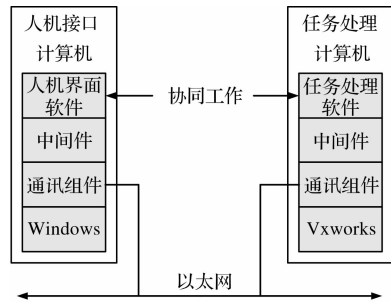 人机接口
计算机
人机界面
软件
中间件
通讯组件
Windows
协同工作
任务处理
计算机
任务处理
软件
中间件
通讯组件
Vxworks
以太网